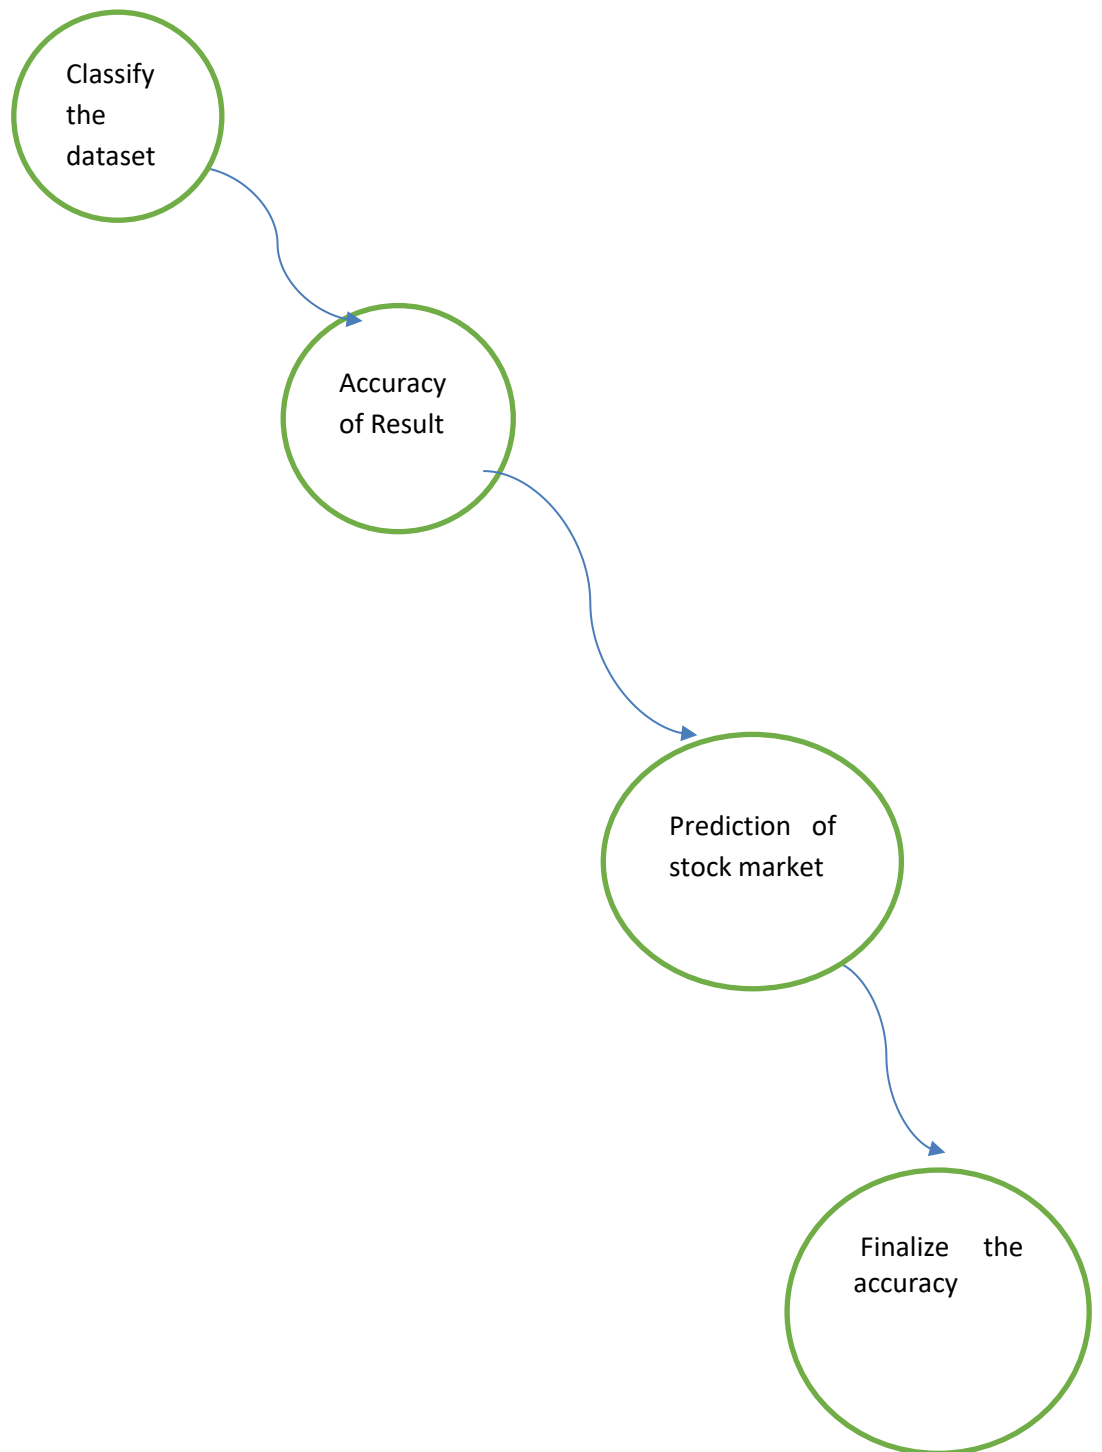 Classify
the
dataset
Accuracy
of Result
Prediction of
stock market
Finalize the
accuracy